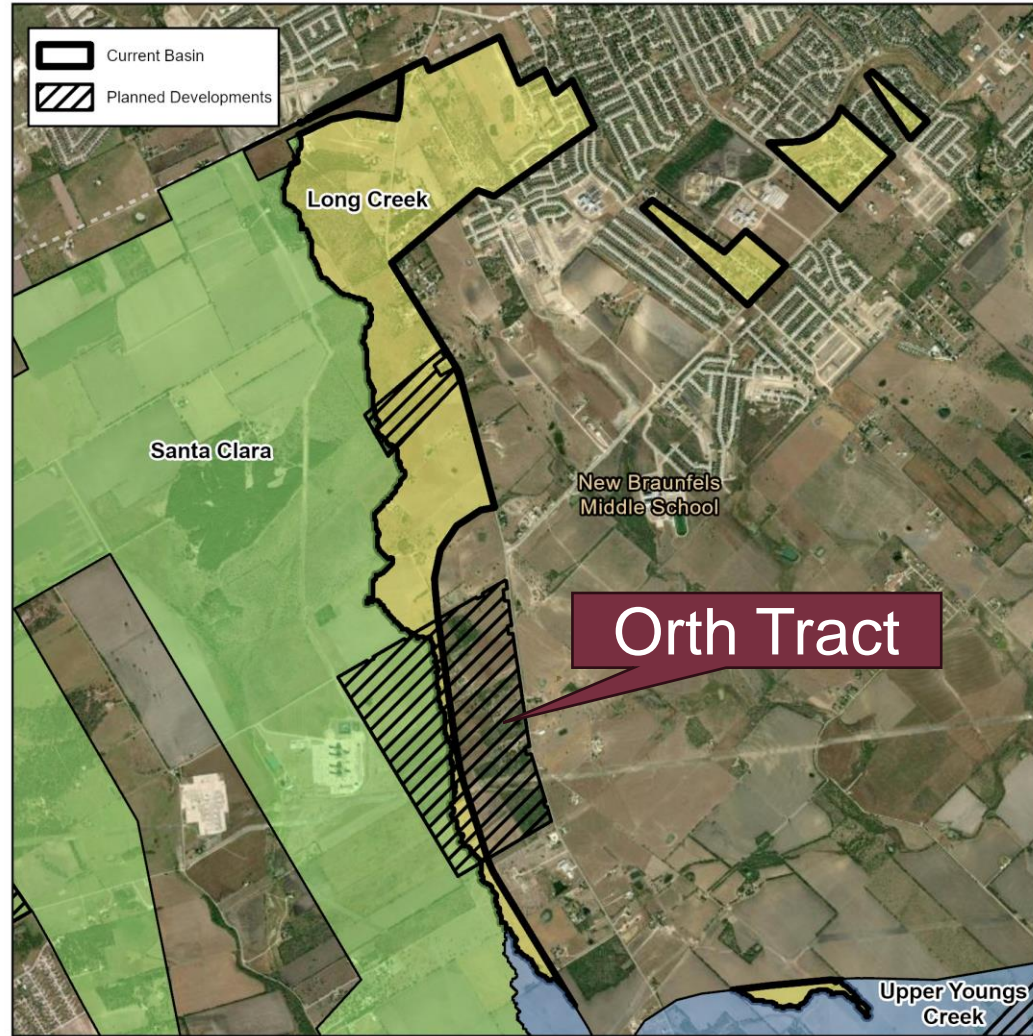 Current Basin
Planned Developments
Long Creek
Santa Clara
New Braunfels
Middle School
Orth Tract
Upper Youngs
Creek